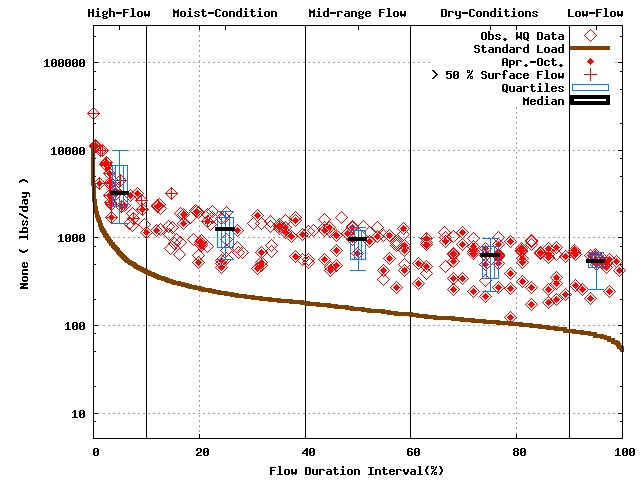 High-Flow Moist-Condition Mid-range Flow Dry-Conditions Low-Flow
Obs. WQ Data
Standard Load
Apr.-Oct.
> 50 % Surface Flow
Quartiles
Median
100000
10000
1000
100
10
None ( lbs/day )
0 20 40 60 80 100
Flow Duration Interval(%)